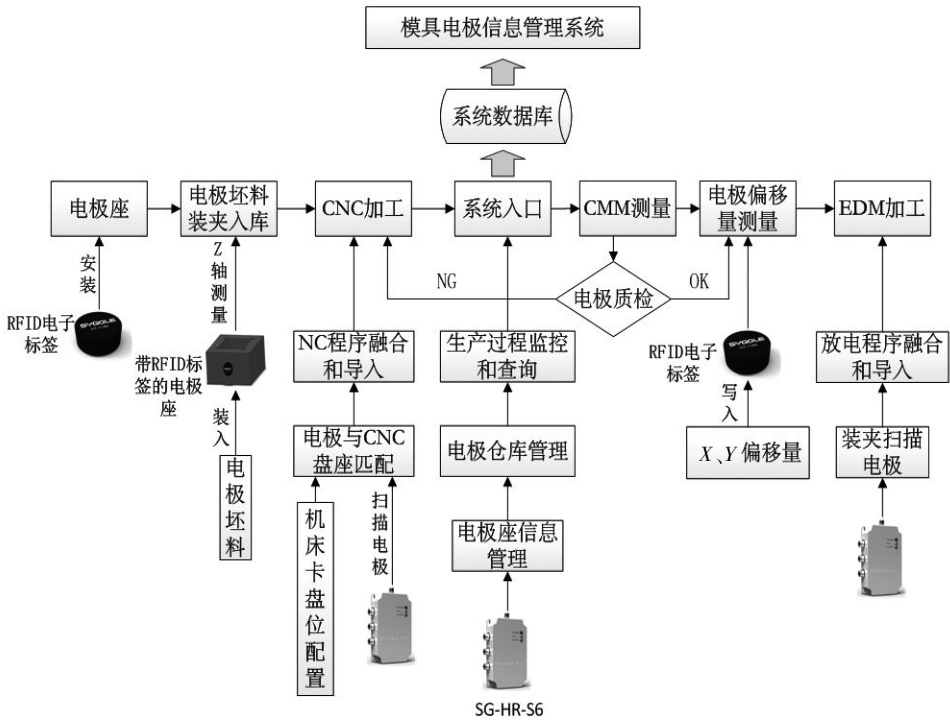 模具电极信息管理系统
系统数据库
电极座
电极坯料
装夹入库
CNC加工
系统入口
CMM测量
电极偏移
量测量
EDM加工
安装
Z轴测量
NG
电极质检
OK
RFID电子
标签
SYGOLE
带RFID标
签的电极
座
NC程序融合
和导入
生产过程监控
和查询
RFID电子
标签
SYGOLE
放电程序融合
和导入
装入
写入
电极坯料
电极与CNC
盘座匹配
电极仓库管理
X、Y偏移量
装夹扫描
电极
机床卡盘位配置
扫描电极
电极座信息
管理
SG-HR-S6